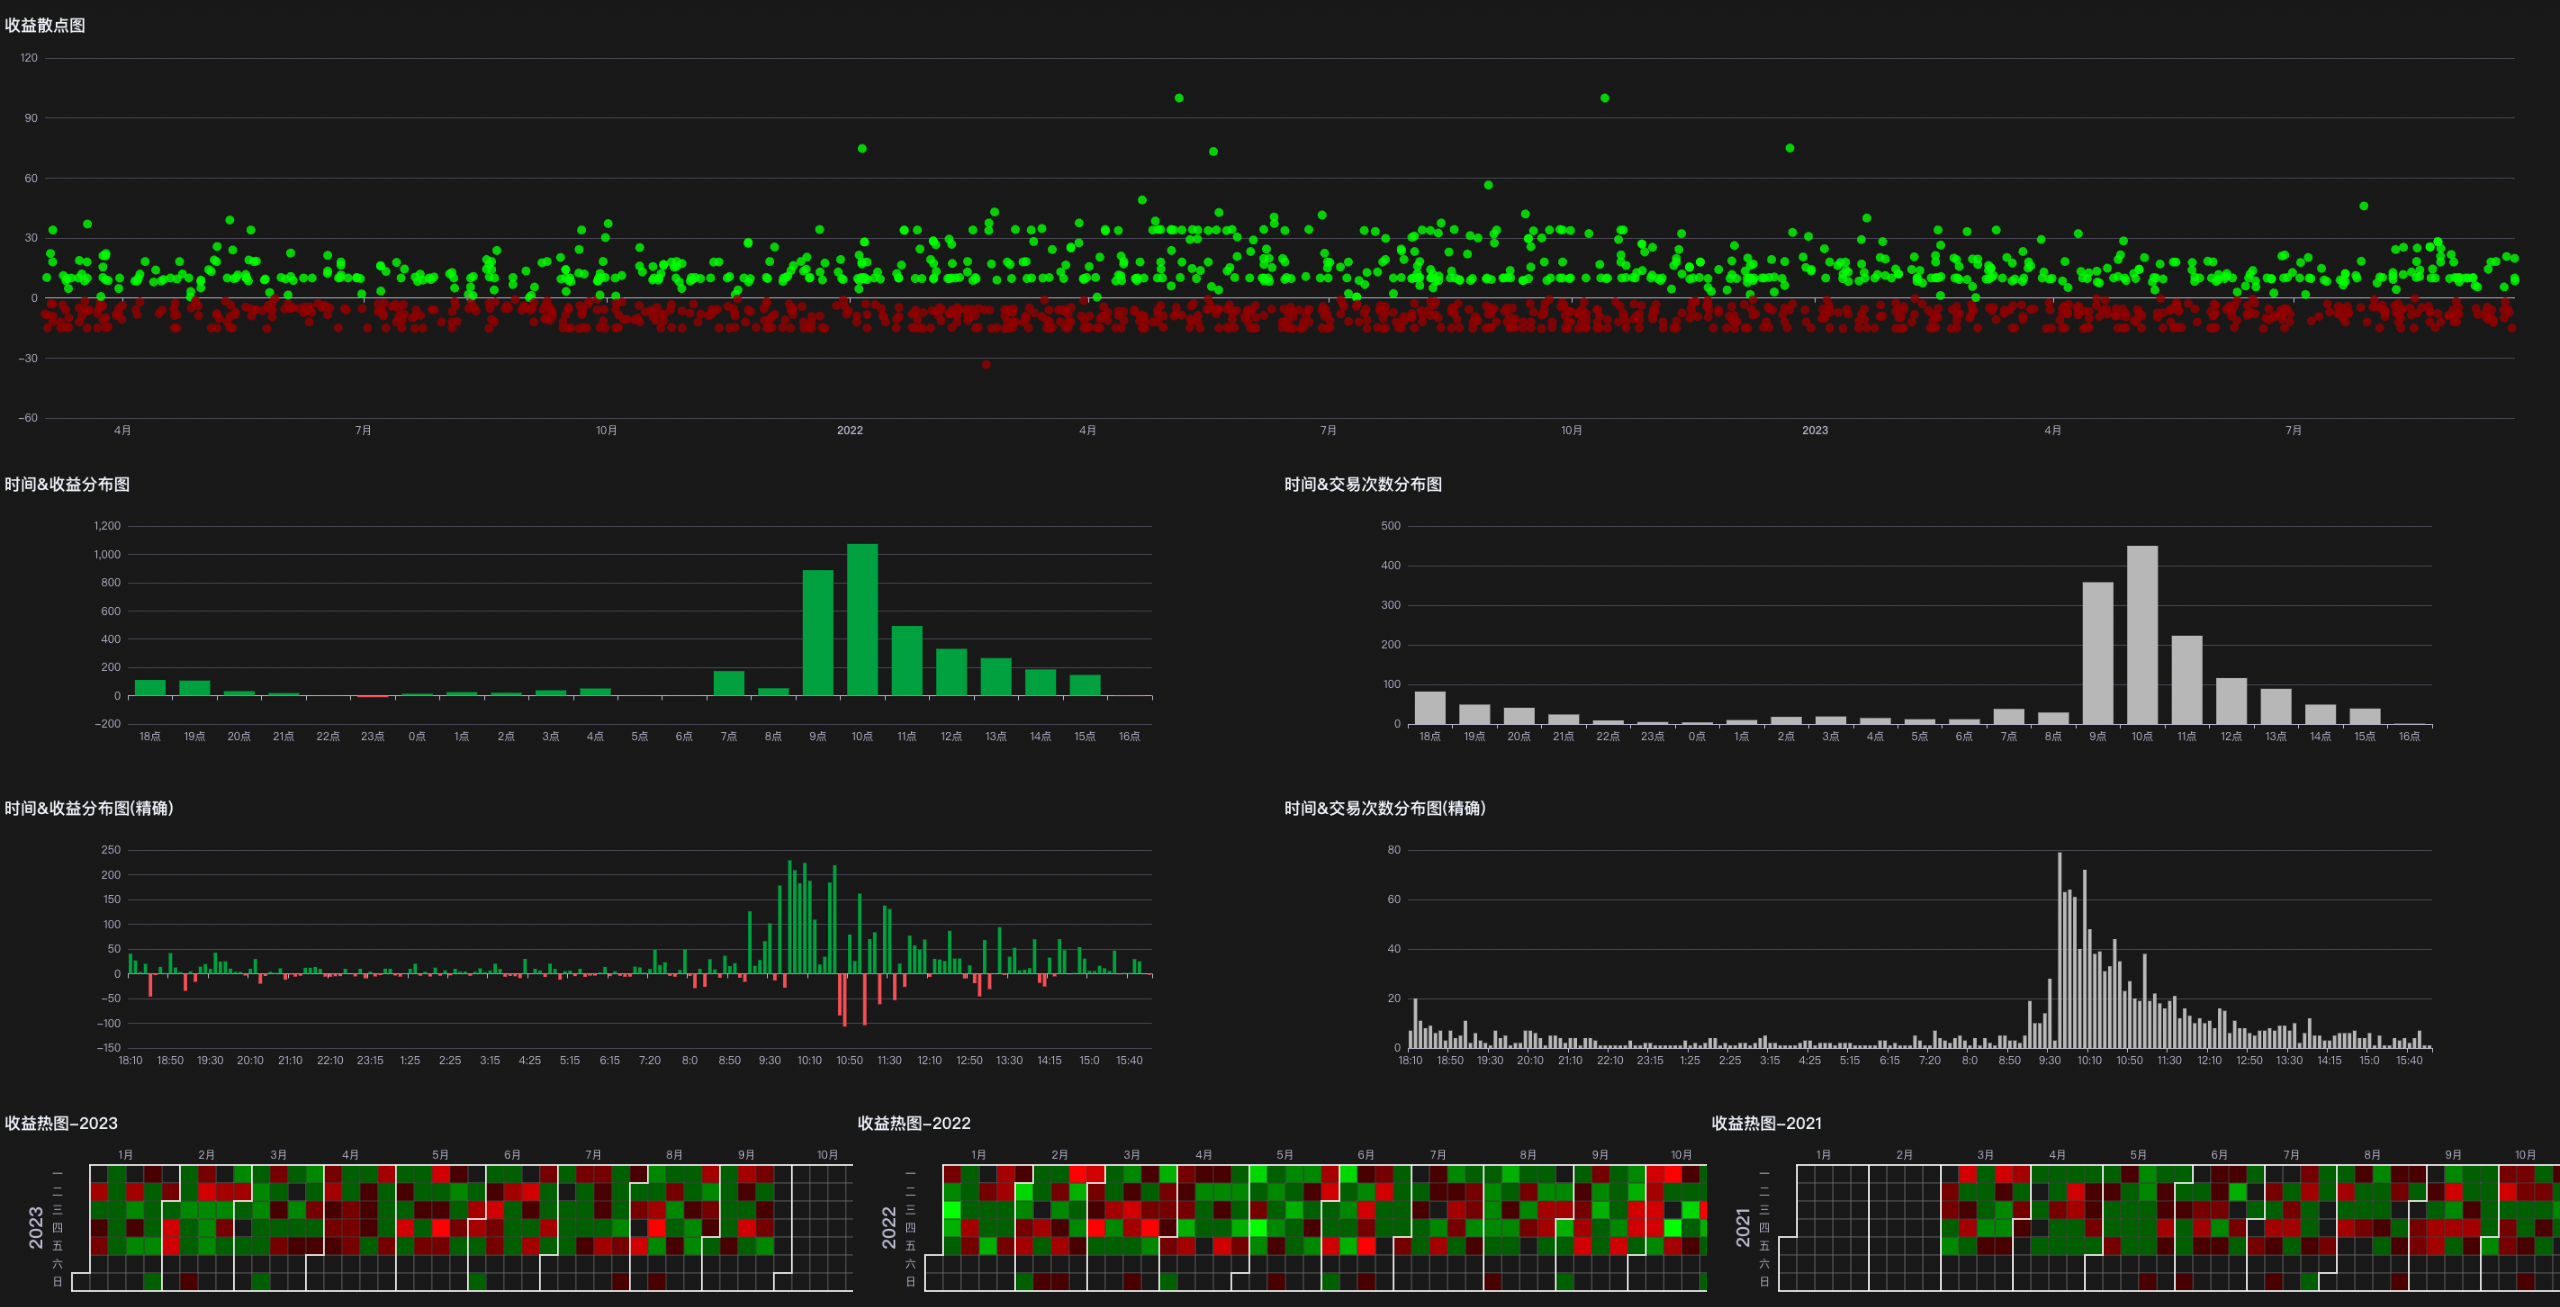 收益散点图
120
90
60
30
0
−30
−60
4月 7月 10月 2022 4月 7月 10月 2023 4月 7月
时间&收益分布图
1,200
1,000
800
600
400
200
0
−200
18点 19点 20点 21点 22点 23点 0点 1点 2点 3点 4点 5点 6点 7点 8点 9点 10点 11点 12点 13点 14点 15点 16点
时间&交易次数分布图
500
400
300
200
100
0
18点 19点 20点 21点 22点 23点 0点 1点 2点 3点 4点 5点 6点 7点 8点 9点 10点 11点 12点 13点 14点 15点 16点
时间&收益分布图(精确)
250
200
150
100
50
0
−50
−100
−150
18:10 18:50 19:30 20:10 21:10 22:10 23:15 1:25 2:25 3:15 4:25 5:15 6:15 7:20 8:0 8:50 9:30 10:10 10:50 11:30 12:10 12:50 13:30 14:15 15:0 15:40
时间&交易次数分布图(精确)
80
60
40
20
0
18:10 18:50 19:30 20:10 21:10 22:10 23:15 1:25 2:25 3:15 4:25 5:15 6:15 7:20 8:0 8:50 9:30 10:10 10:50 11:30 12:10 12:50 13:30 14:15 15:0 15:40
收益热图−2023
1月 2月 3月 4月 5月 6月 7月 8月 9月 10月
2023
一
二
三
四
五
六
日
收益热图−2022
1月 2月 3月 4月 5月 6月 7月 8月 9月 10月
2022
一
二
三
四
五
六
日
收益热图−2021
1月 2月 3月 4月 5月 6月 7月 8月 9月 10月
2021
一
二
三
四
五
六
日